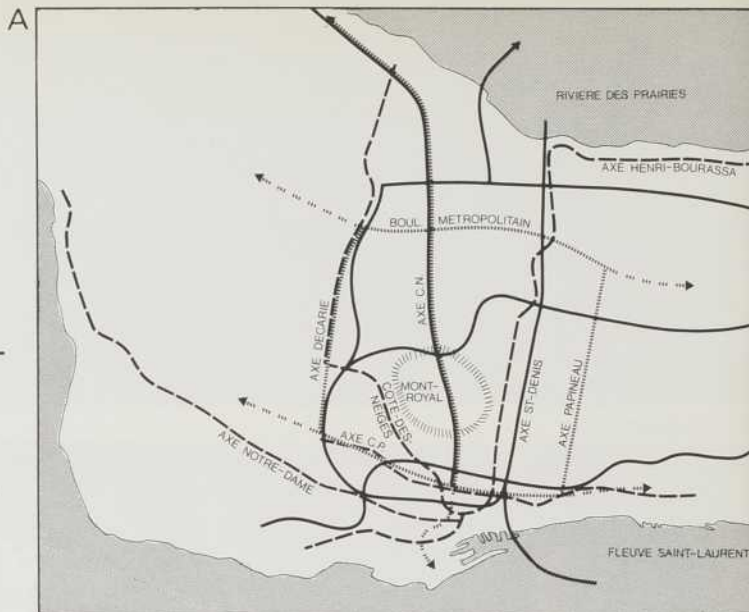 A
RIVIERE DES PRAIRIES
AXE HENRI-BOURASSA
BOUL METROPOLITAIN
AXE C.N.
AXE DECARIE
MONT-
ROYAL
COTE-DES-
NEIGES
AXE ST-DENIS
AXE PAPINEAU
AXE C.P.
AXE NOTRE-DAME
FLEUVE SAINT-LAURENT